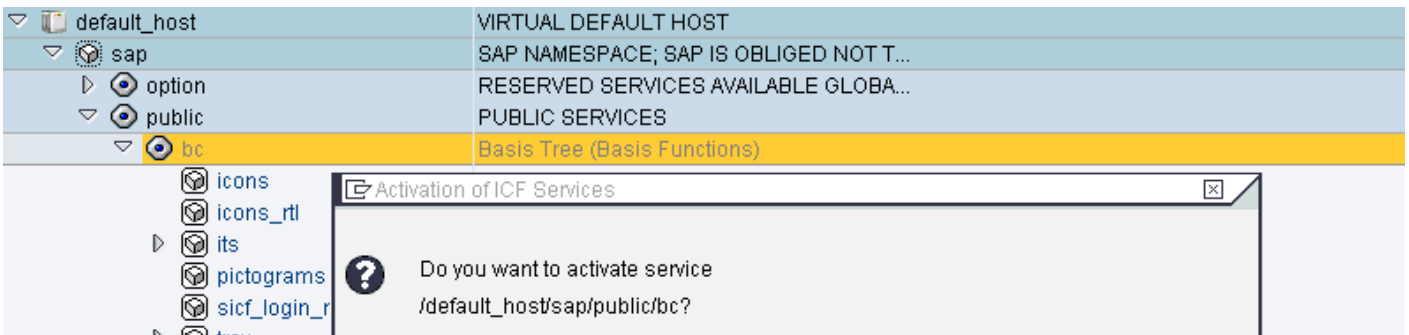 default_host VIRTUAL DEFAULT HOST
sap SAP NAMESPACE; SAP IS OBLIGED NOT T...
option RESERVED SERVICES AVAILABLE GLOBA...
public PUBLIC SERVICES
bc Basis Tree (Basis Functions)
icons
icons_rtl
its
pictograms
sicf_login_r
Activation of ICF Services
Do you want to activate service
/default_host/sap/public/bc?